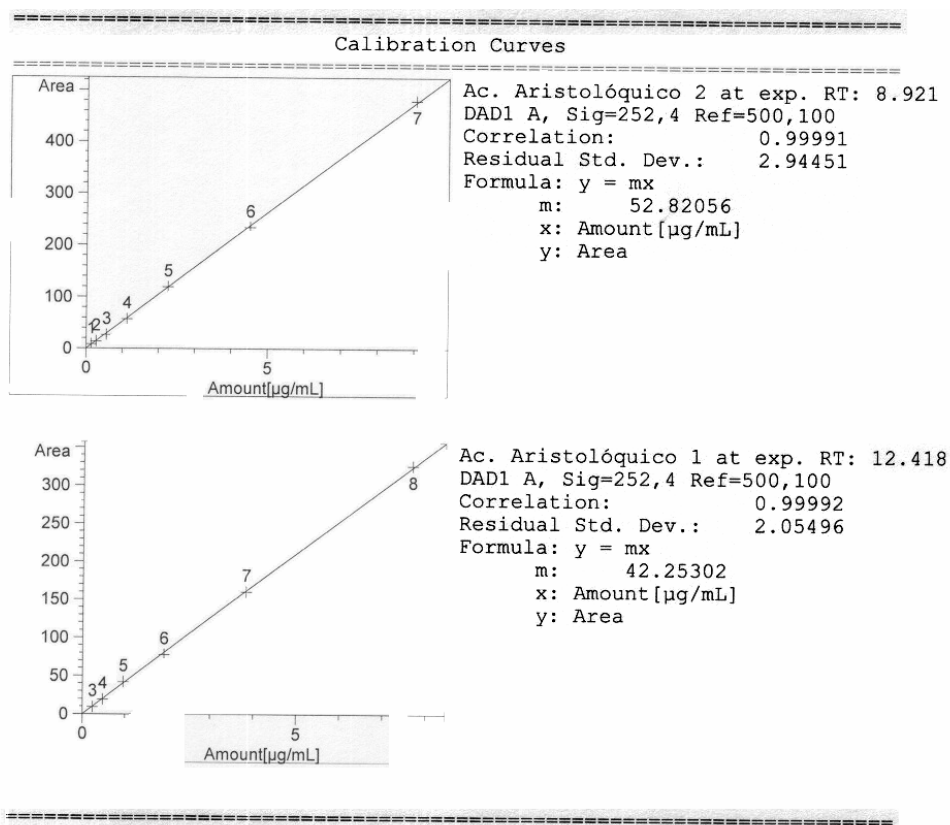 Calibration Curves
Area
400
300
200
100
0
1
2
3
4
5
6
7
0
5
Amount[µg/mL]
Ac. Aristolóquico 2 at exp. RT: 8.921
DAD1 A, Sig=252,4 Ref=500,100
Correlation: 0.99991
Residual Std. Dev.: 2.94451
Formula: y = mx
m: 52.82056
x: Amount[µg/mL]
y: Area
Area
300
250
200
150
100
50
0
3
4
5
6
7
8
0
5
Amount[µg/mL]
Ac. Aristolóquico 1 at exp. RT: 12.418
DAD1 A, Sig=252,4 Ref=500,100
Correlation: 0.99992
Residual Std. Dev.: 2.05496
Formula: y = mx
m: 42.25302
x: Amount[µg/mL]
y: Area